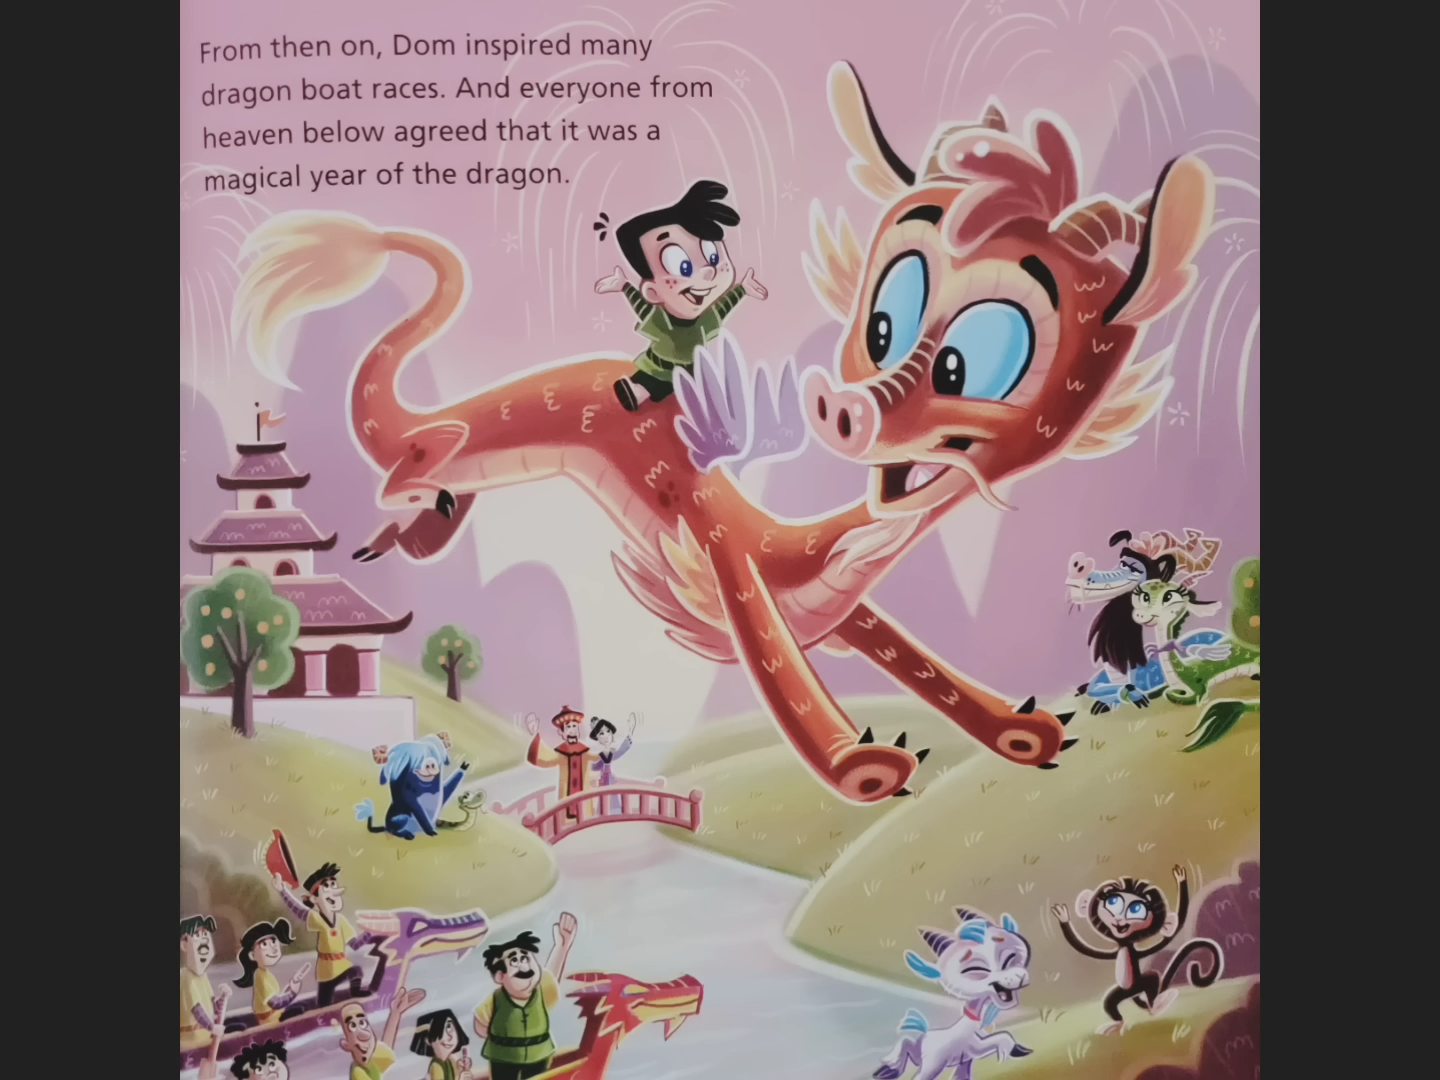 From then on, Dom inspired many
dragon boat races. And everyone from
heaven below agreed that it was a
magical year of the dragon.